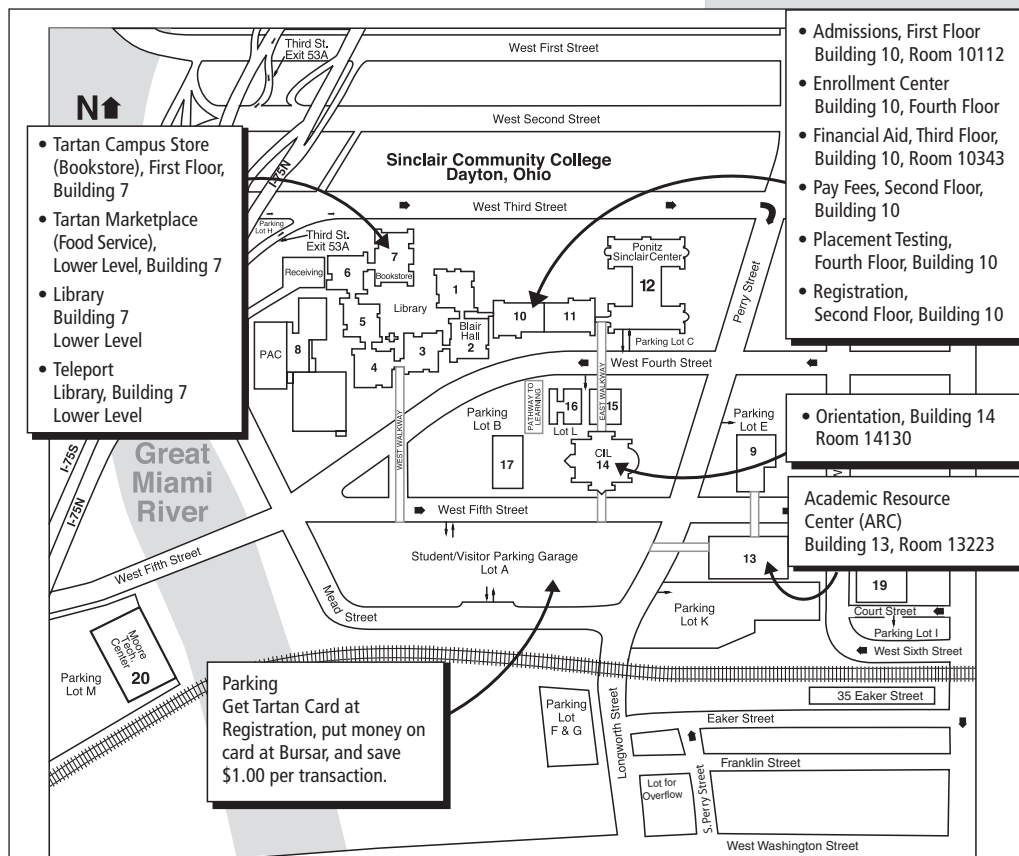 West First Street
Third St.
Exit 53A
N
West Second Street
Sinclair Community College
Dayton, Ohio
I-75N
West Third Street
Parking
Lot H
Third St.
Exit 53A
• Tartan Campus Store
(Bookstore), First Floor,
Building 7
• Tartan Marketplace
(Food Service),
Lower Level, Building 7
• Library
Building 7
Lower Level
• Teleport
Library, Building 7
Lower Level
• Admissions, First Floor
Building 10, Room 10112
• Enrollment Center
Building 10, Fourth Floor
• Financial Aid, Third Floor,
Building 10, Room 10343
• Pay Fees, Second Floor,
Building 10
• Placement Testing,
Fourth Floor, Building 10
• Registration,
Second Floor, Building 10
Receiving
6
7
Bookstore
1
Library
5
Blair
Hall
2
10
11
Ponitz
Sinclair Center
12
Perry Street
PAC
8
4
3
Parking Lot C
West Fourth Street
WEST WALKWAY
Parking
Lot B
PATHWAY TO
LEARNING
16
Lot L
EAST WALKWAY
15
Parking
Lot E
9
17
CIL
14
• Orientation, Building 14
Room 14130
I-75S
I-75N
Great
Miami
River
West Fifth Street
West Fifth Street
Academic Resource
Center (ARC)
Building 13, Room 13223
Student/Visitor Parking Garage
Lot A
13
19
Mead Street
Parking
Lot K
Court Street
Parking Lot I
West Sixth Street
Moore
Tech.
Center
20
Parking
Lot M
Parking
Get Tartan Card at
Registration, put money on
card at Bursar, and save
$1.00 per transaction.
Parking
Lot
F & G
Longworth Street
35 Eaker Street
Eaker Street
Franklin Street
Lot for
Overflow
S. Perry Street
West Washington Street